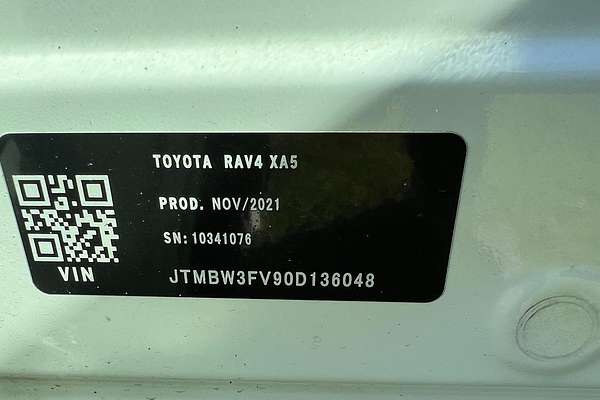 TOYOTA RAV4 XA5
PROD. NOV/2021
SN: 10341076
VIN
JTMBW3FV90D136048